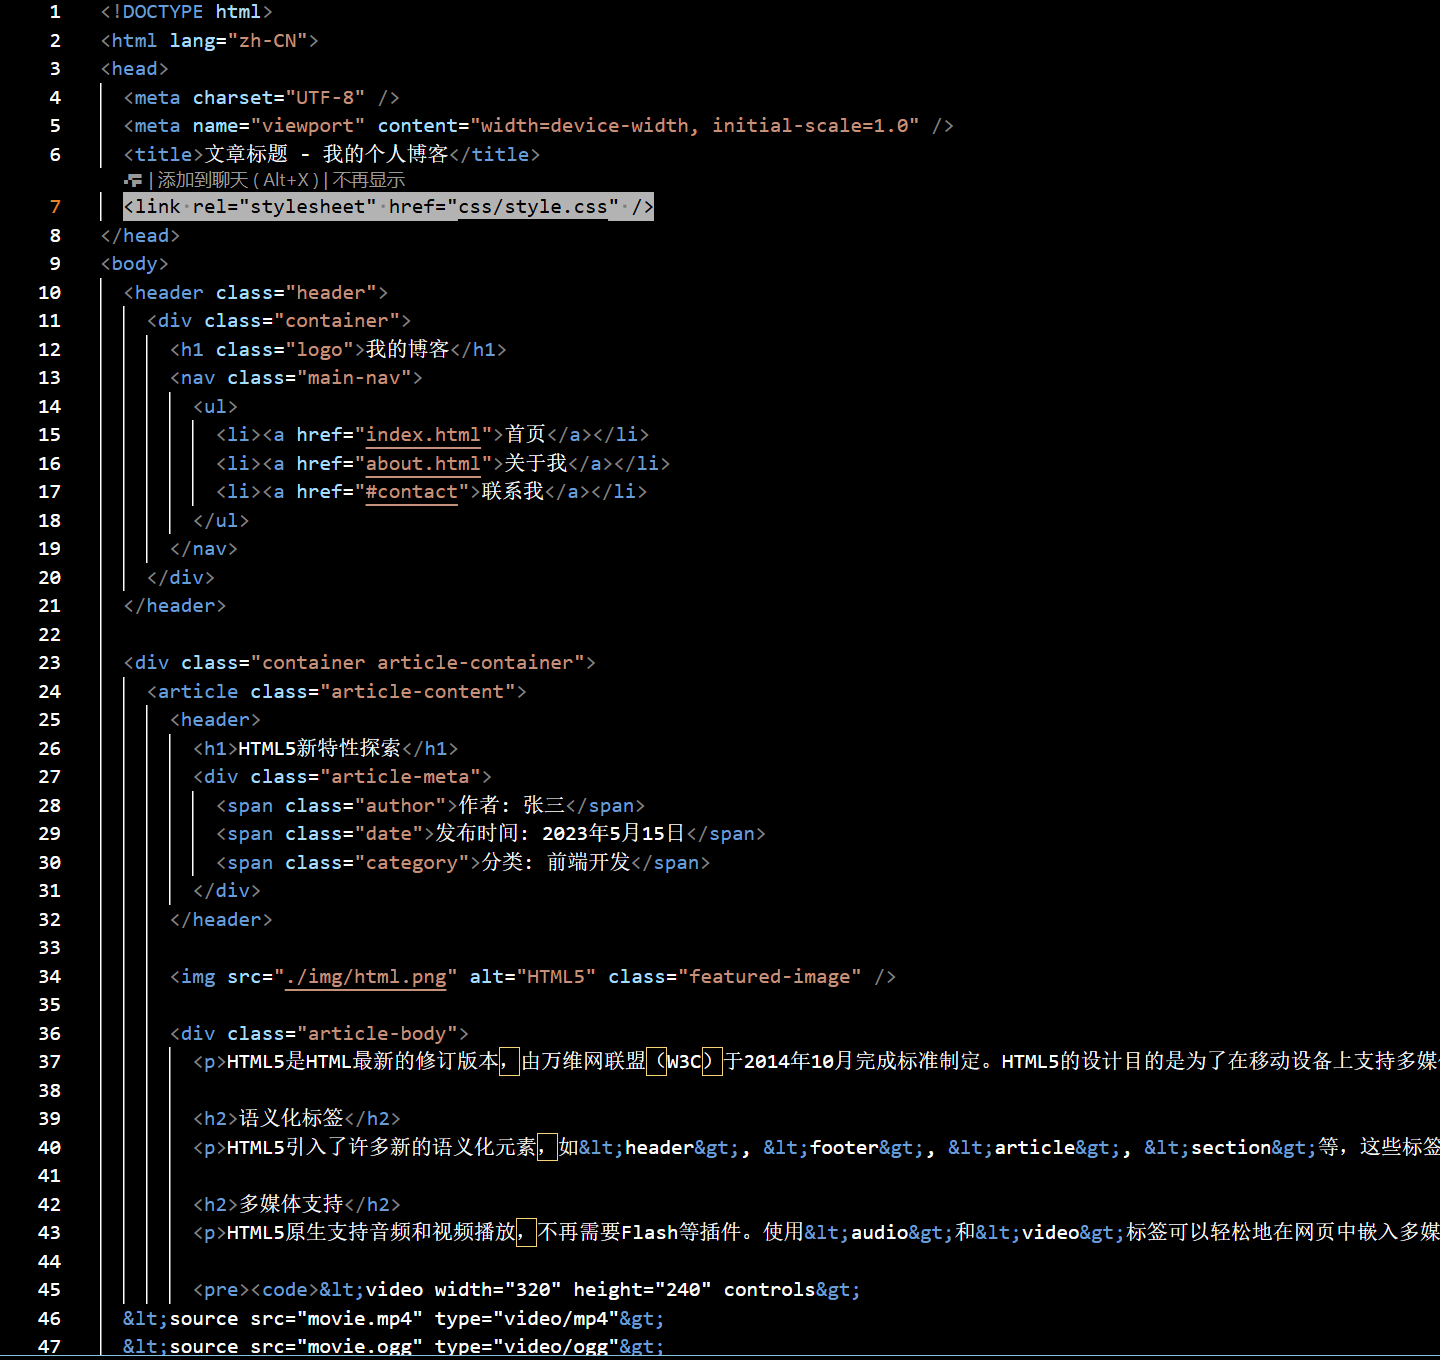 1 <!DOCTYPE html>
2 <html lang="zh-CN">
3 <head>
4 <meta charset="UTF-8" />
5 <meta name="viewport" content="width=device-width, initial-scale=1.0" />
6 <title>文章标题 - 我的个人博客</title>
| 添加到聊天 ( Alt+X ) | 不再显示
7 <link rel="stylesheet" href="css/style.css" />
8 </head>
9 <body>
10 <header class="header">
11 <div class="container">
12 <h1 class="logo">我的博客</h1>
13 <nav class="main-nav">
14 <ul>
15 <li><a href="index.html">首页</a></li>
16 <li><a href="about.html">关于我</a></li>
17 <li><a href="#contact">联系我</a></li>
18 </ul>
19 </nav>
20 </div>
21 </header>
22
23 <div class="container article-container">
24 <article class="article-content">
25 <header>
26 <h1>HTML5新特性探索</h1>
27 <div class="article-meta">
28 <span class="author">作者: 张三</span>
29 <span class="date">发布时间: 2023年5月15日</span>
30 <span class="category">分类: 前端开发</span>
31 </div>
32 </header>
33
34 <img src="./img/html.png" alt="HTML5" class="featured-image" />
35
36 <div class="article-body">
37 <p>HTML5是HTML最新的修订版本，由万维网联盟（W3C）于2014年10月完成标准制定。HTML5的设计目的是为了在移动设备上支持多媒
38
39 <h2>语义化标签</h2>
40 <p>HTML5引入了许多新的语义化元素，如&lt;header&gt;, &lt;footer&gt;, &lt;article&gt;, &lt;section&gt;等，这些标签
41
42 <h2>多媒体支持</h2>
43 <p>HTML5原生支持音频和视频播放，不再需要Flash等插件。使用&lt;audio&gt;和&lt;video&gt;标签可以轻松地在网页中嵌入多媒
44
45 <pre><code>&lt;video width="320" height="240" controls&gt;
46 &lt;source src="movie.mp4" type="video/mp4"&gt;
47 &lt;source src="movie.ogg" type="video/ogg"&gt;